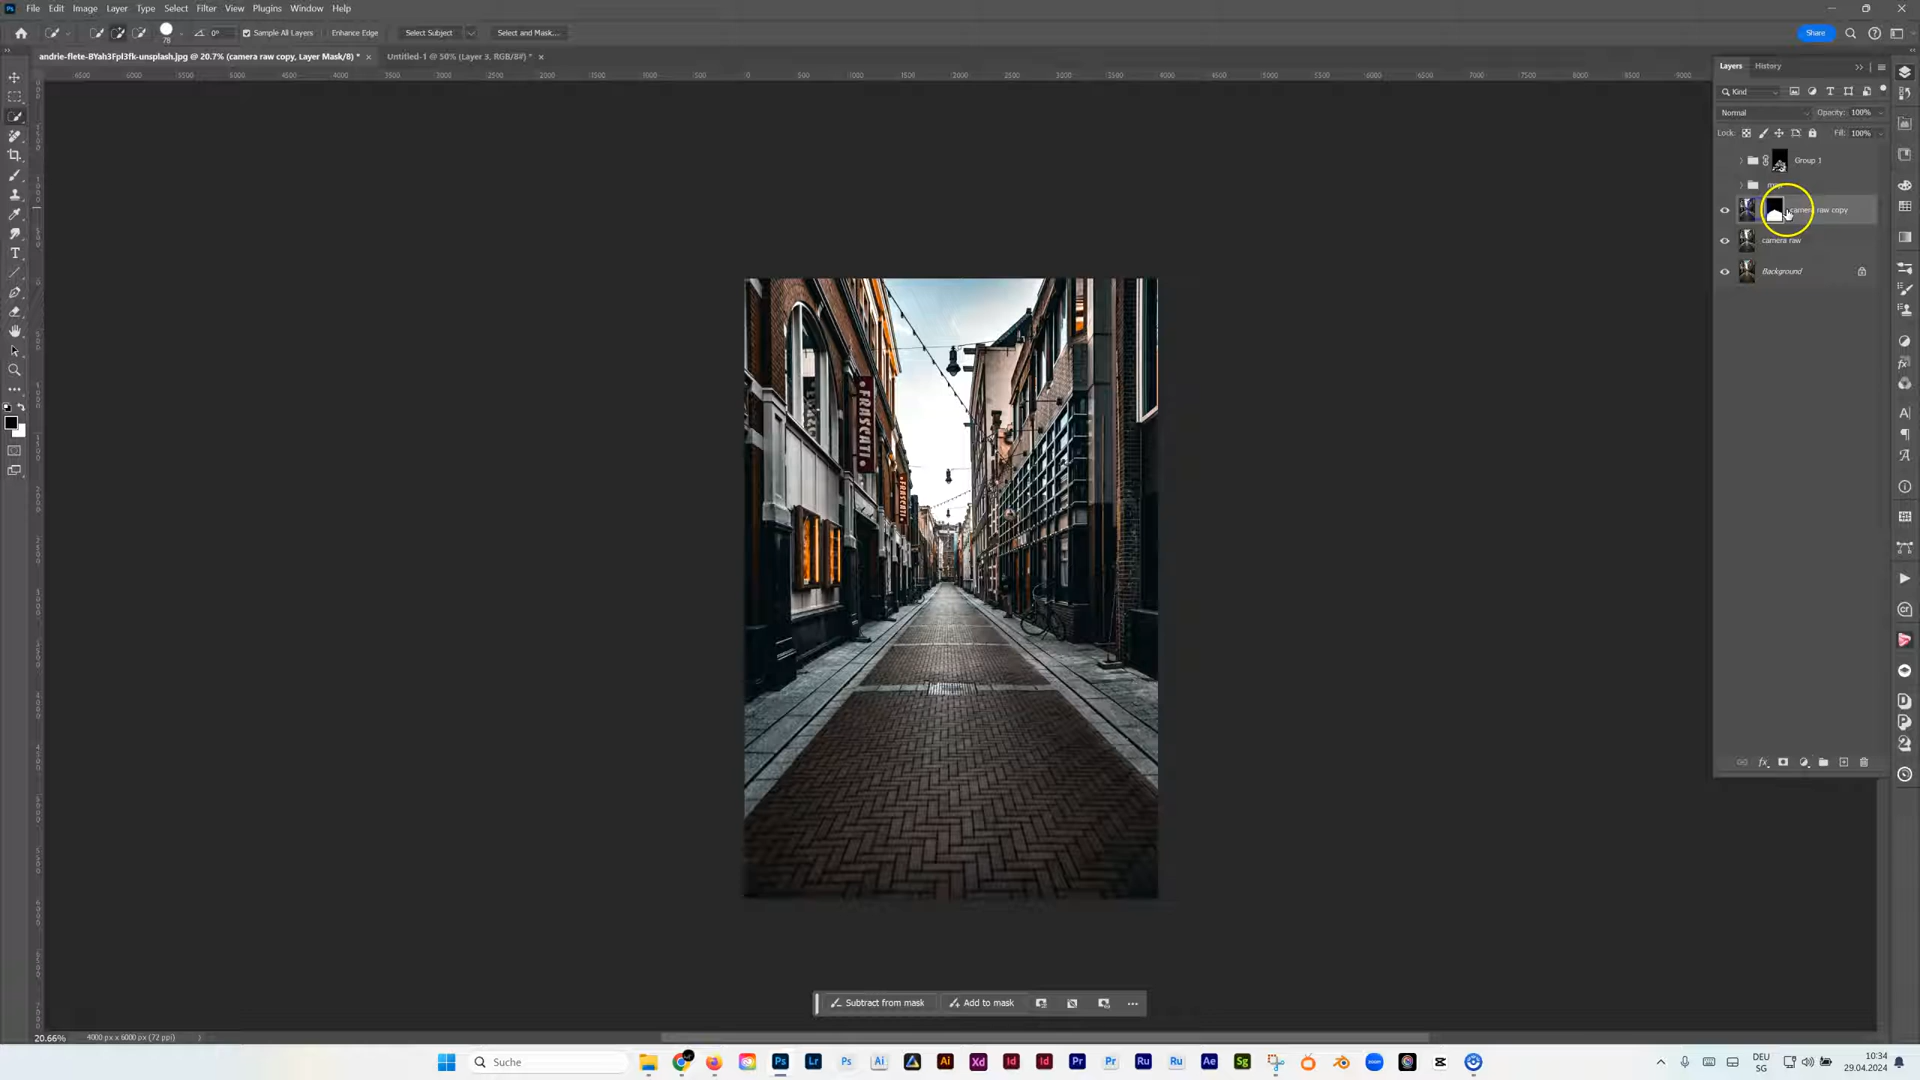 File Edit Image Layer Type Select Filter View Plugins Window Help
78 0° Sample All Layers Enhance Edge Select Subject Select and Mask... Share
andrie-flete-BYah3Fpl3fk-unsplash.jpg @ 20.7% (camera raw copy, Layer Mask/8) * × Untitled-1 @ 50% (Layer 3, RGB/8#) * ×
Layers History
Kind
Normal Opacity: 100%
Lock: Fill: 100%
Group 1
camera raw copy
camera raw
Background
FRASCATI
FRASCATI
Subtract from mask Add to mask
20.66% 4000 px x 6000 px (72 ppi)
Suche
DEU
SG
10:34
29.04.2024